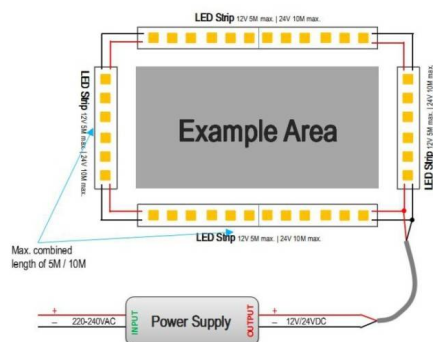 LED Strip 12V 5M max. | 24V 10M max.
LED Strip 12V 5M max. | 24V 10M max.
Example Area
LED Strip 12V 5M max. | 24V 10M max.
LED Strip 12V 5M max. | 24V 10M max.
Max. combined
length of 5M / 10M
+ 220-240VAC −
INPUT
Power Supply
OUTPUT
+ 12V/24VDC −